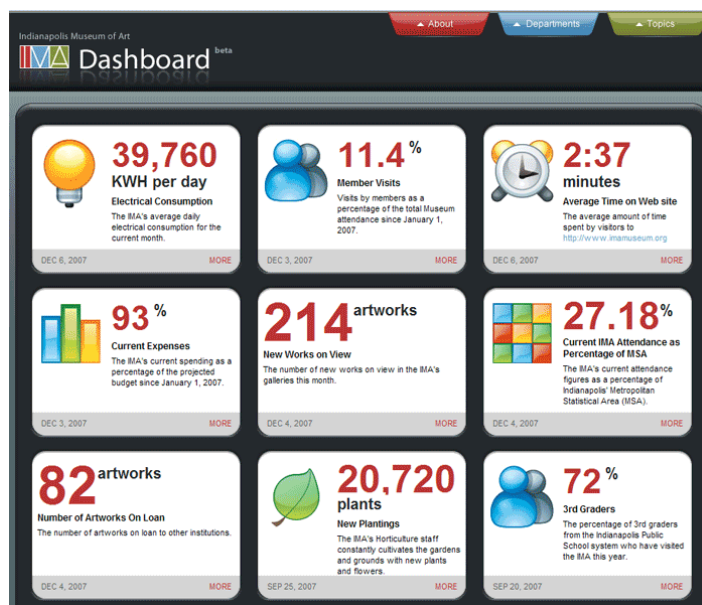 About
Departments
Topics
Indianapolis Museum of Art
IMA Dashboard beta
39,760
KWH per day
Electrical Consumption
The IMA's average daily
electrical consumption for the
current month.
DEC 6, 2007 MORE
11.4 %
Member Visits
Visits by members as a
percentage of the total Museum
attendance since January 1,
2007.
DEC 3, 2007 MORE
2:37
minutes
Average Time on Web site
The average amount of time
spent by visitors to
http://www.imamuseum.org
DEC 6, 2007 MORE
93 %
Current Expenses
The IMA's current spending as a
percentage of the projected
budget since January 1, 2007.
DEC 3, 2007 MORE
214 artworks
New Works on View
The number of new works on view in the IMA's
galleries this month.
DEC 4, 2007 MORE
27.18%
Current IMA Attendance as
Percentage of MSA
The IMA's current attendance
figures as a percentage of
Indianapolis' Metropolitan
Statistical Area (MSA).
DEC 4, 2007 MORE
82 artworks
Number of Artworks On Loan
The number of artworks on loan to other institutions.
DEC 4, 2007 MORE
20,720
plants
New Plantings
The IMA's Horticulture staff
constantly cultivates the gardens
and grounds with new plants
and flowers.
SEP 25, 2007 MORE
72 %
3rd Graders
The percentage of 3rd graders
from the Indianapolis Public
School system who have visited
the IMA this year.
SEP 20, 2007 MORE